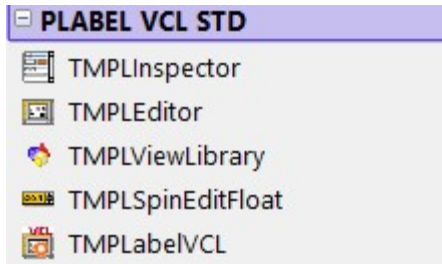 PLABEL VCL STD
TMPLInspector
TMPLEditor
TMPLViewLibrary
TMPLSpinEditFloat
TMPLabelVCL